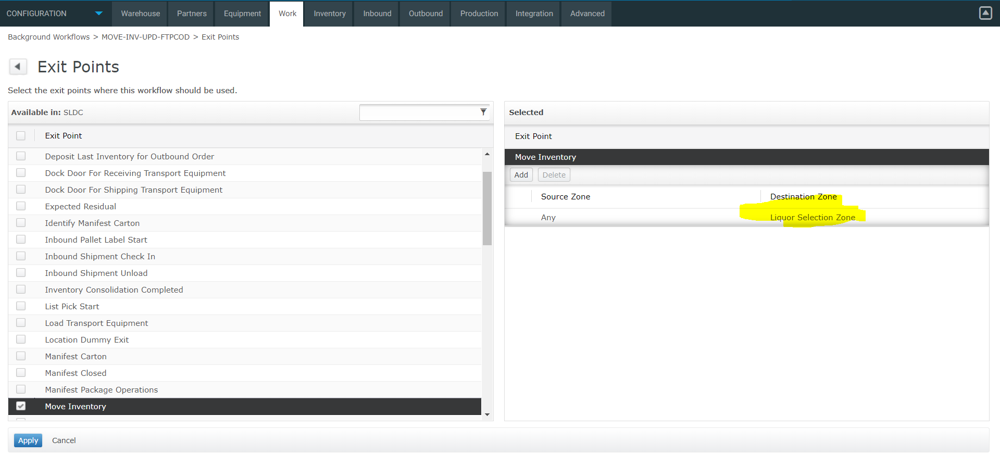 CONFIGURATION Warehouse Partners Equipment Work Inventory Inbound Outbound Production Integration Advanced
Background Workflows > MOVE-INV-UPD-FTPCOD > Exit Points
Exit Points
Select the exit points where this workflow should be used.
Available in: SLDC
Exit Point
Deposit Last Inventory for Outbound Order
Dock Door For Receiving Transport Equipment
Dock Door For Shipping Transport Equipment
Expected Residual
Identify Manifest Carton
Inbound Pallet Label Start
Inbound Shipment Check In
Inbound Shipment Unload
Inventory Consolidation Completed
List Pick Start
Load Transport Equipment
Location Dummy Exit
Manifest Carton
Manifest Closed
Manifest Package Operations
Move Inventory
Selected
Exit Point
Move Inventory
Add Delete
Source Zone Destination Zone
Any Liquor Selection Zone
Apply Cancel